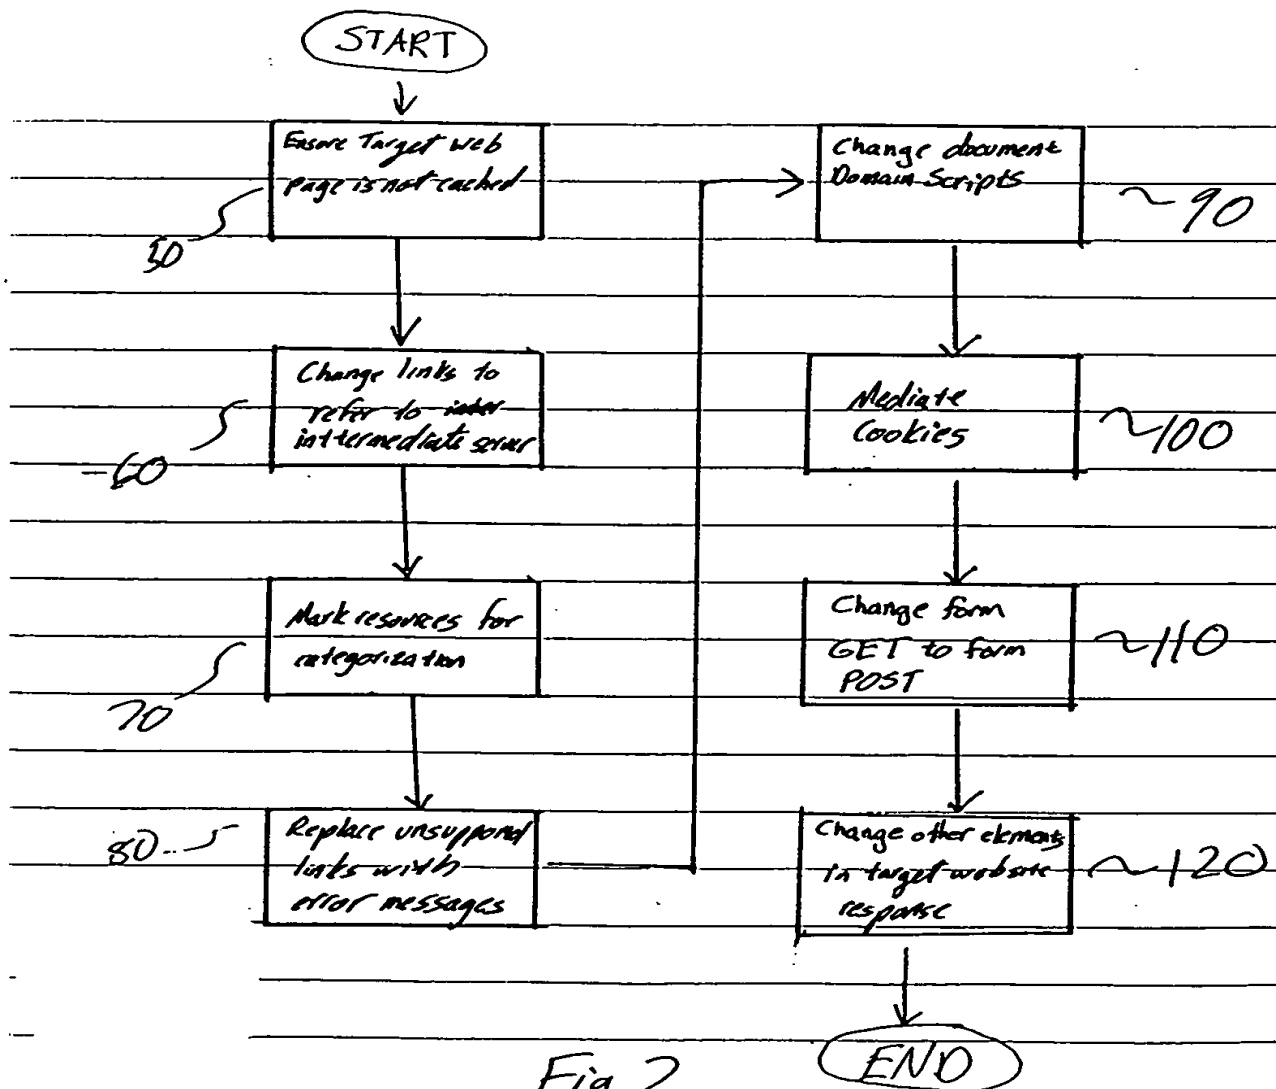 START
Ensure Target web
page is not cached
50
Change links to
refer to inter
inttermediate server
60
Mark resources for
categorization
70
Replace unsupported
links with
error messages
80
Change document
Domain Scripts
90
Mediate
Cookies
100
Change form
GET to form
POST
110
Change other elements
in target website
response
120
END
Fig 2